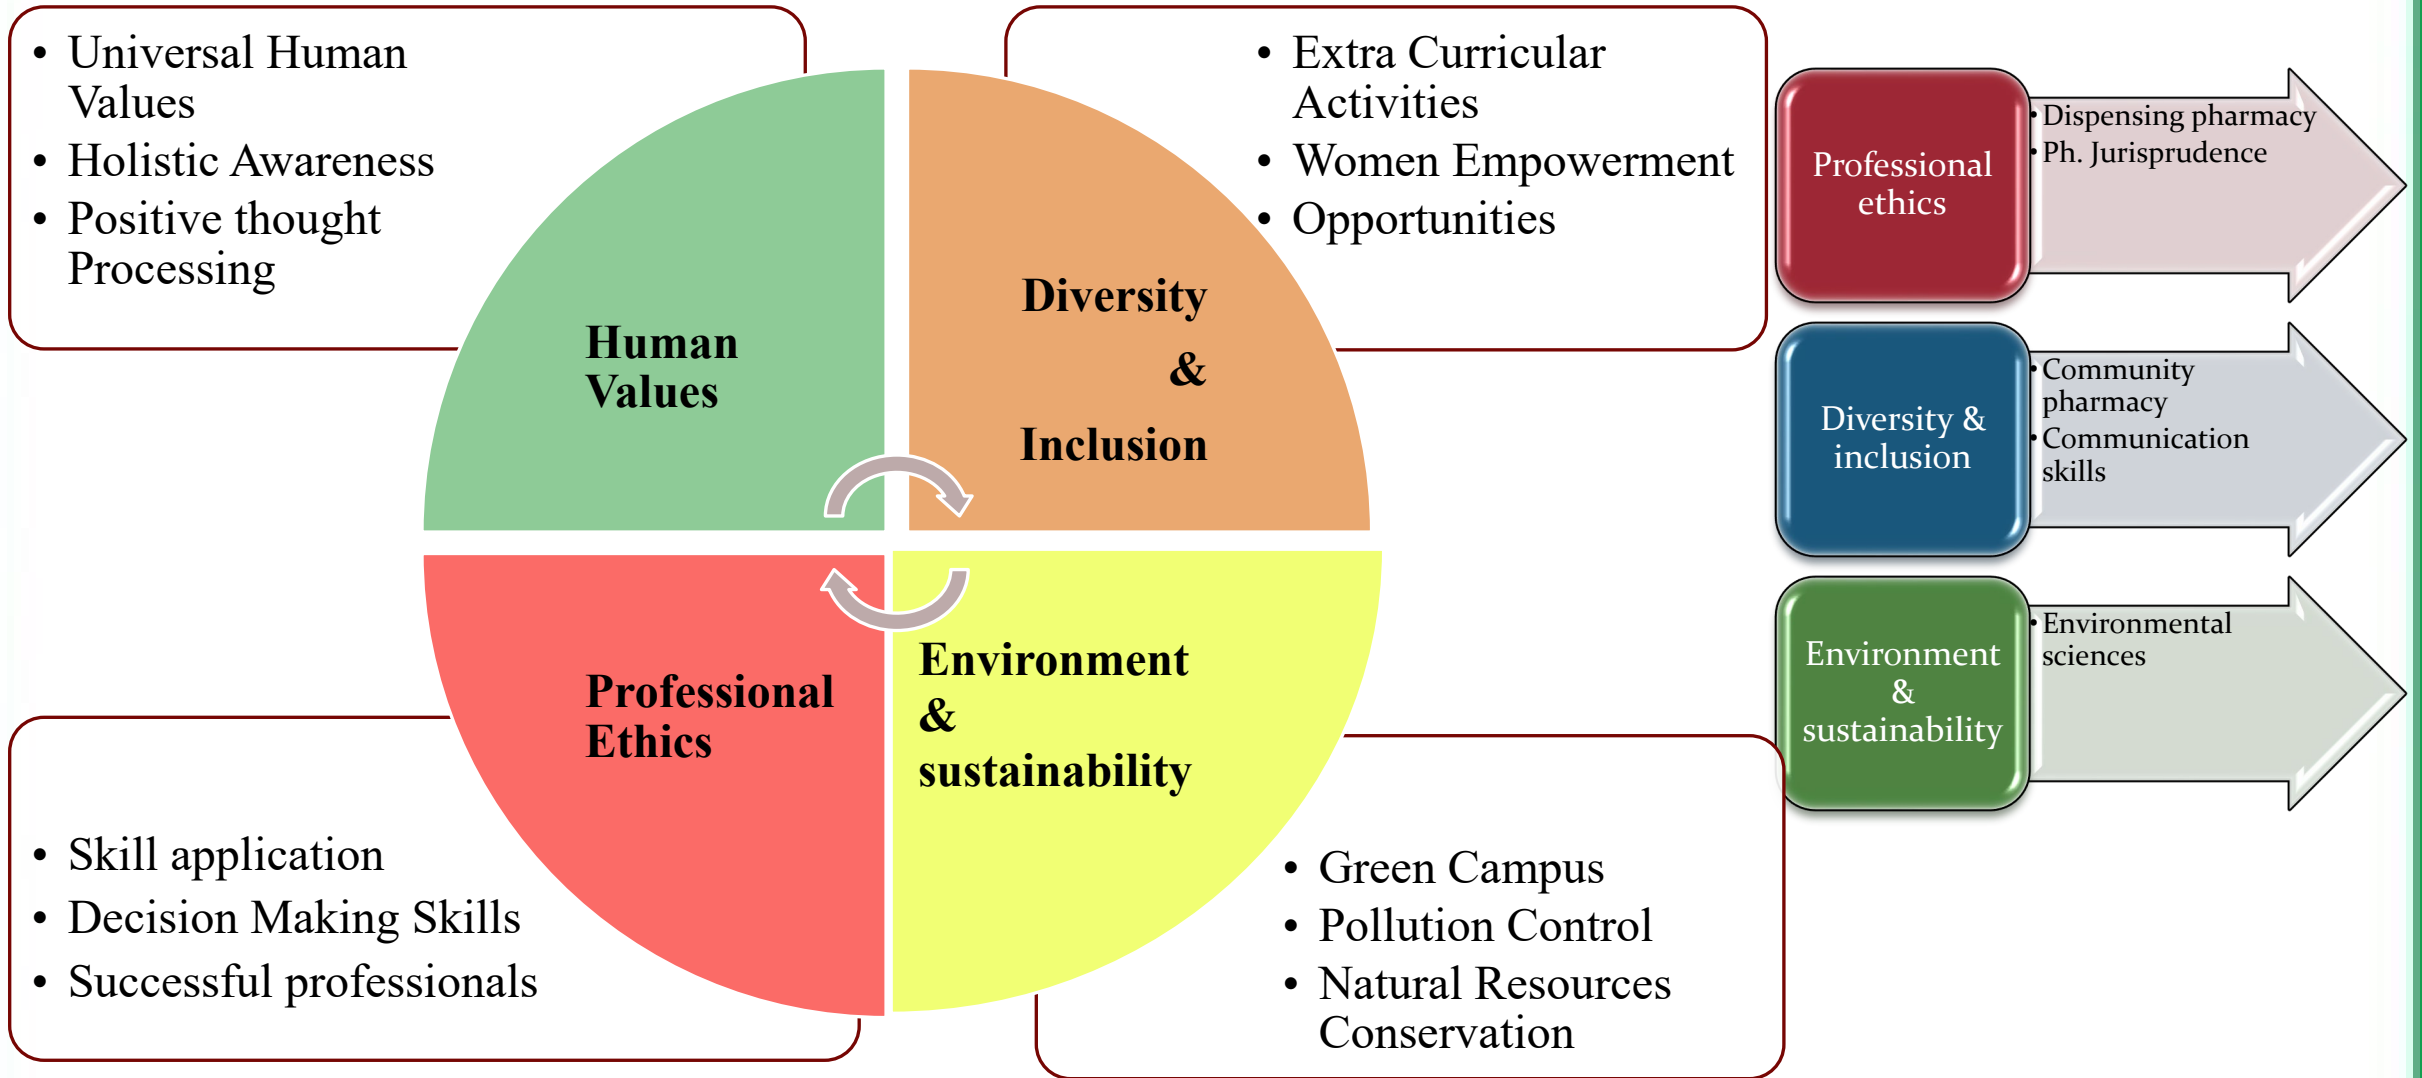 • Universal Human
Values
• Holistic Awareness
• Positive thought
Processing
• Extra Curricular
Activities
• Women Empowerment
• Opportunities
Human
Values
Diversity
&
Inclusion
Professional
Ethics
Environment
&
sustainability
• Skill application
• Decision Making Skills
• Successful professionals
• Green Campus
• Pollution Control
• Natural Resources
Conservation
Professional
ethics
• Dispensing pharmacy
• Ph. Jurisprudence
Diversity &
inclusion
• Community
pharmacy
• Communication
skills
Environment
&
sustainability
• Environmental
sciences